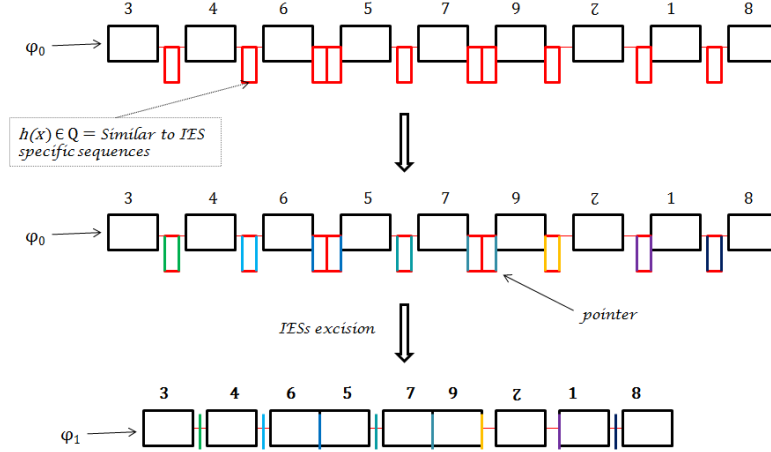 3 4 6 5 7 9 2 1 8
φ0
h(x) ∈ Q = Similar to IES
specific sequences
3 4 6 5 7 9 2 1 8
φ0
pointer
IESs excision
3 4 6 5 7 9 2 1 8
φ1